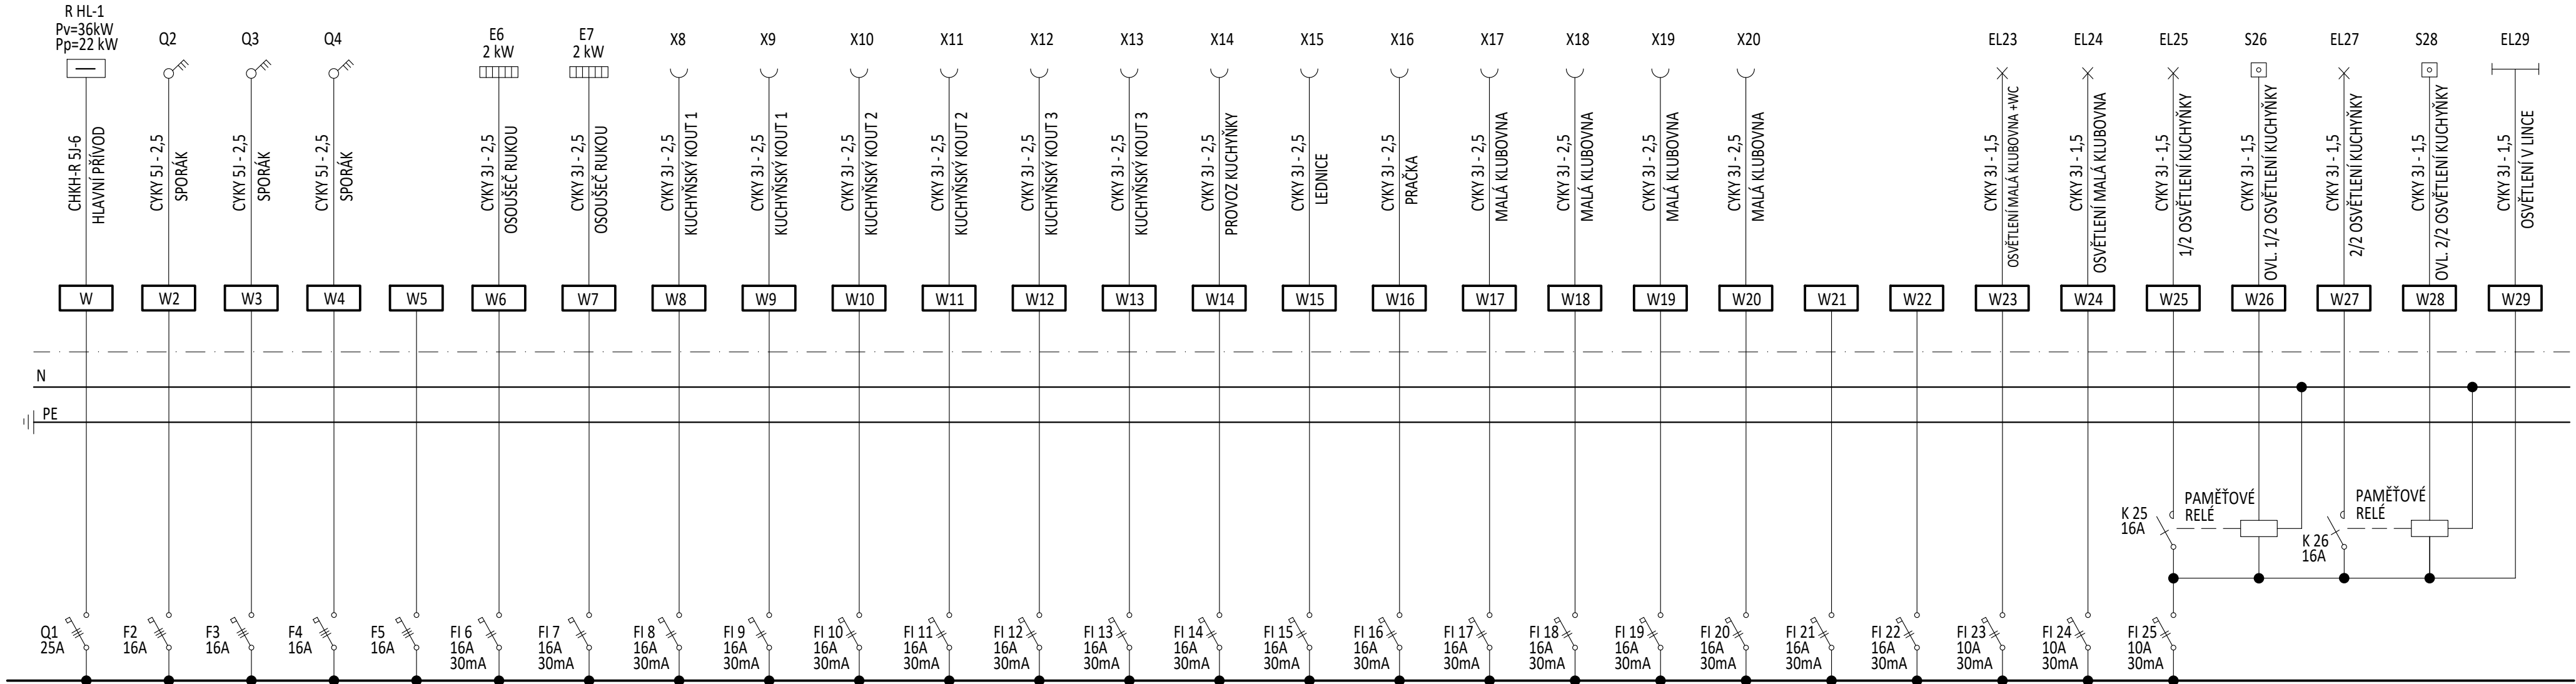 R HL-1
Pv=36kW
Pp=22 kW
Q2
Q3
Q4
E6
2 kW
E7
2 kW
X8
X9
X10
X11
X12
X13
X14
X15
X16
X17
X18
X19
X20
EL23
EL24
EL25
S26
EL27
S28
EL29
CHKH-R 5J-6
HLAVNÍ PŘÍVOD
CYKY 5J - 2,5
SPORÁK
CYKY 5J - 2,5
SPORÁK
CYKY 5J - 2,5
SPORÁK
CYKY 3J - 2,5
OSOUŠEČ RUKOU
CYKY 3J - 2,5
OSOUŠEČ RUKOU
CYKY 3J - 2,5
KUCHYŇSKÝ KOUT 1
CYKY 3J - 2,5
KUCHYŇSKÝ KOUT 1
CYKY 3J - 2,5
KUCHYŇSKÝ KOUT 2
CYKY 3J - 2,5
KUCHYŇSKÝ KOUT 2
CYKY 3J - 2,5
KUCHYŇSKÝ KOUT 3
CYKY 3J - 2,5
KUCHYŇSKÝ KOUT 3
CYKY 3J - 2,5
PROVOZ KUCHYŇKY
CYKY 3J - 2,5
LEDNICE
CYKY 3J - 2,5
PRAČKA
CYKY 3J - 2,5
MALÁ KLUBOVNA
CYKY 3J - 2,5
MALÁ KLUBOVNA
CYKY 3J - 2,5
MALÁ KLUBOVNA
CYKY 3J - 2,5
MALÁ KLUBOVNA
CYKY 3J - 1,5
OSVĚTLENÍ MALÁ KLUBOVNA +WC
CYKY 3J - 1,5
OSVĚTLENÍ MALÁ KLUBOVNA
CYKY 3J - 1,5
1/2 OSVĚTLENÍ KUCHYŇKY
CYKY 3J - 1,5
OVL. 1/2 OSVĚTLENÍ KUCHYŇKY
CYKY 3J - 1,5
2/2 OSVĚTLENÍ KUCHYŇKY
CYKY 3J - 1,5
OVL. 2/2 OSVĚTLENÍ KUCHYŇKY
CYKY 3J - 1,5
OSVĚTLENÍ V LINCE
W
W2
W3
W4
W5
W6
W7
W8
W9
W10
W11
W12
W13
W14
W15
W16
W17
W18
W19
W20
W21
W22
W23
W24
W25
W26
W27
W28
W29
N
PE
K 25
16A
PAMĚŤOVÉ
RELÉ
K 26
16A
PAMĚŤOVÉ
RELÉ
Q1
25A
F2
16A
F3
16A
F4
16A
F5
16A
FI 6
16A
30mA
FI 7
16A
30mA
FI 8
16A
30mA
FI 9
16A
30mA
FI 10
16A
30mA
FI 11
16A
30mA
FI 12
16A
30mA
FI 13
16A
30mA
FI 14
16A
30mA
FI 15
16A
30mA
FI 16
16A
30mA
FI 17
16A
30mA
FI 18
16A
30mA
FI 19
16A
30mA
FI 20
16A
30mA
FI 21
16A
30mA
FI 22
16A
30mA
FI 23
10A
30mA
FI 24
10A
30mA
FI 25
10A
30mA